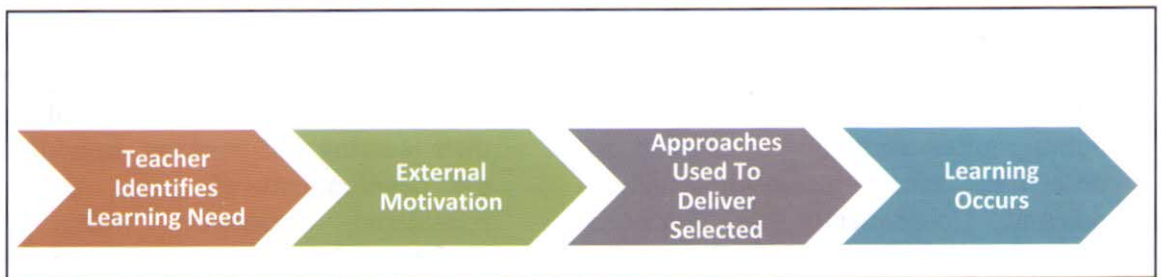 Teacher
Identifies
Learning Need
External
Motivation
Approaches
Used To
Deliver
Selected
Learning
Occurs